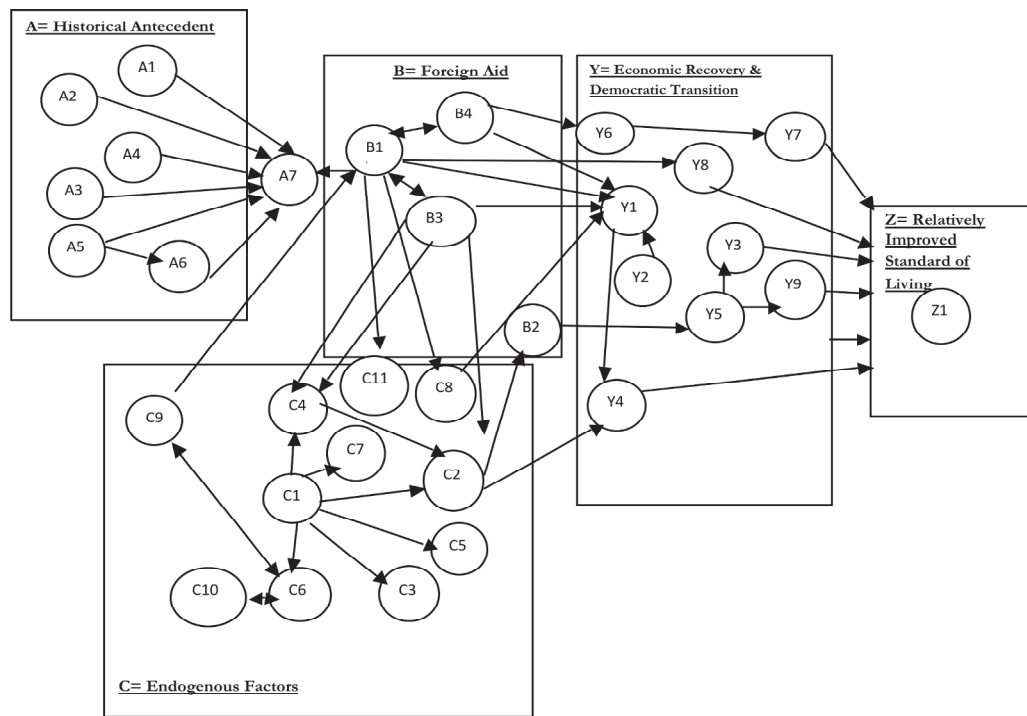 A= Historical Antecedent
A1
A2
A4
A3
A7
A5
A6
B= Foreign Aid
B4
B1
B3
B2
Y= Economic Recovery &
Democratic Transition
Y6
Y7
Y8
Y1
Y3
Y2
Y9
Y5
Y4
Z= Relatively
Improved
Standard of
Living
Z1
C11
C8
C9
C4
C7
C2
C1
C5
C10
C6
C3
C= Endogenous Factors